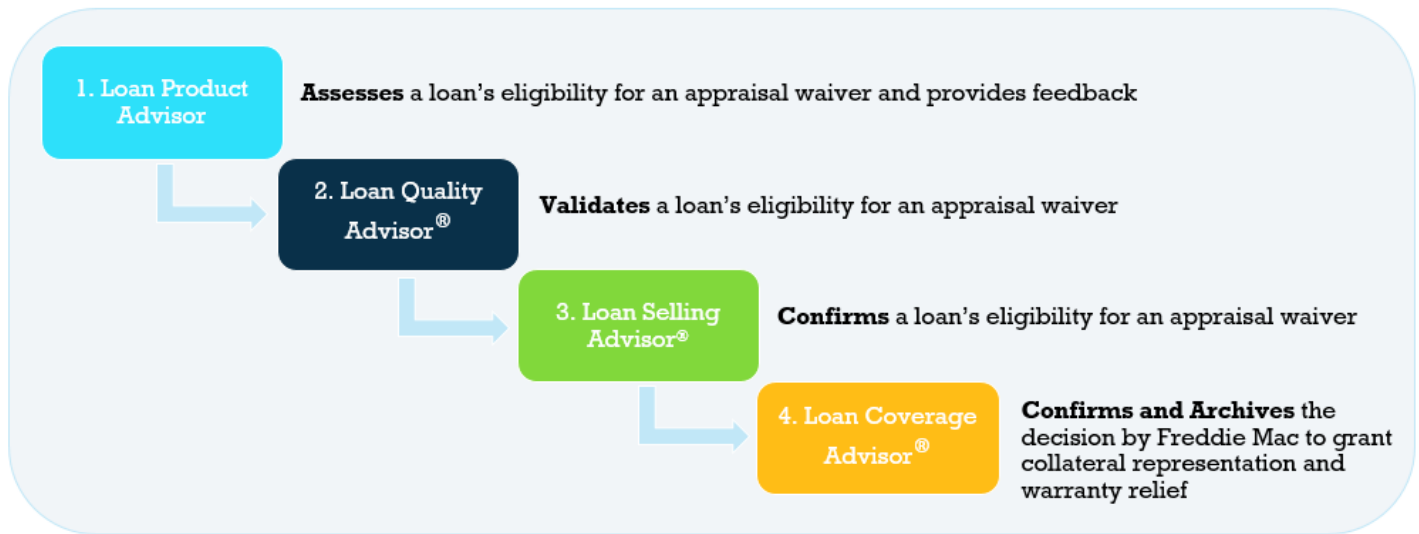 1. Loan Product
Advisor
Assesses a loan’s eligibility for an appraisal waiver and provides feedback
2. Loan Quality
Advisor®
Validates a loan’s eligibility for an appraisal waiver
3. Loan Selling
Advisor®
Confirms a loan’s eligibility for an appraisal waiver
4. Loan Coverage
Advisor®
Confirms and Archives the
decision by Freddie Mac to grant
collateral representation and
warranty relief